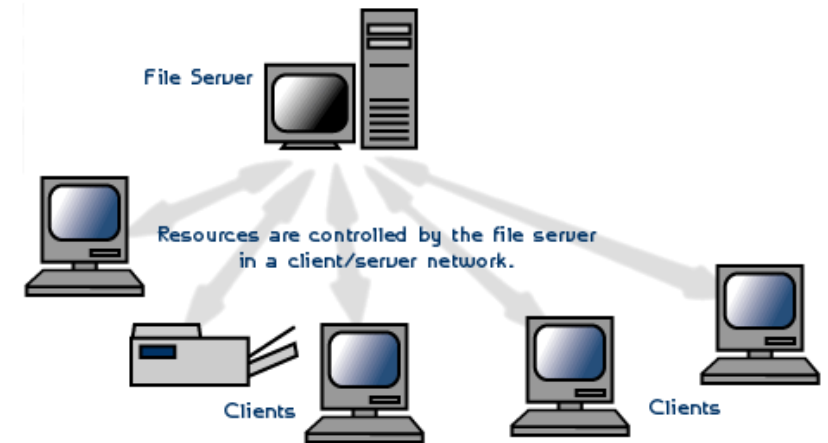 File Server
Resources are controlled by the file server
in a client/server network.
Clients
Clients